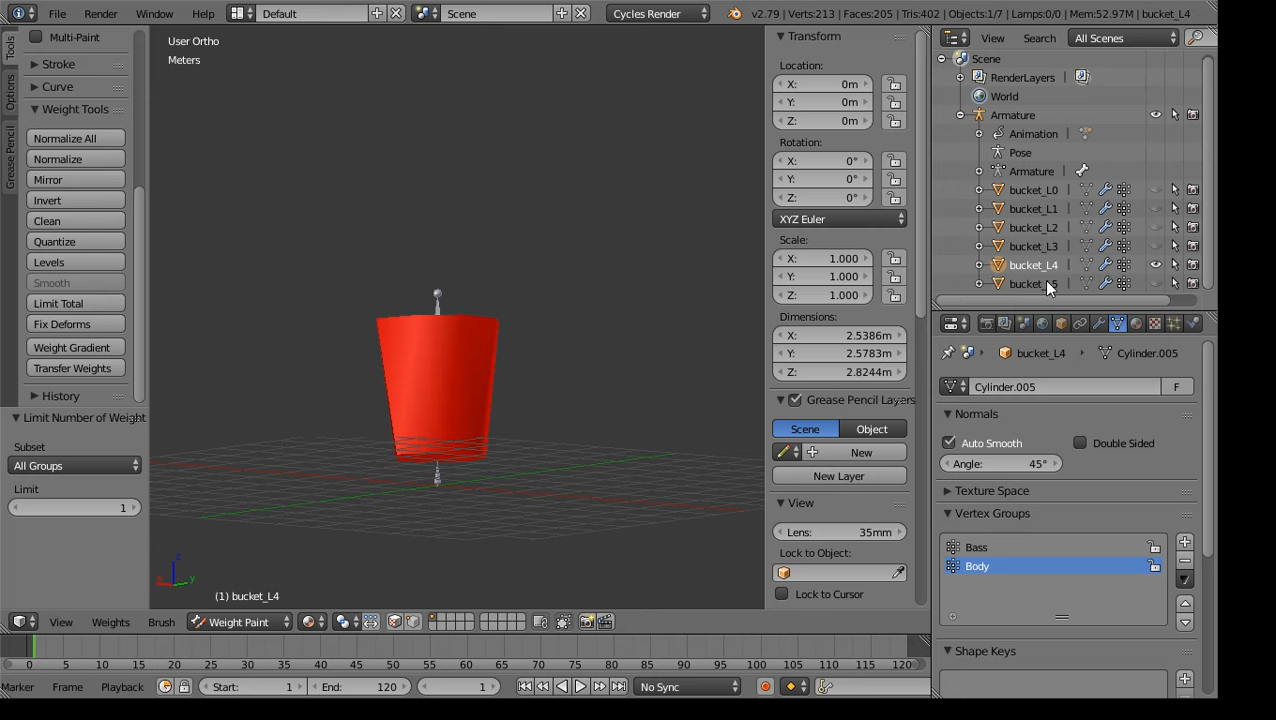 File Render Window Help Default Scene Cycles Render v2.79 | Verts:213 | Faces:205 | Tris:402 | Objects:1/7 | Lamps:0/0 | Mem:52.97M | bucket_L4
Tools
Options
Grease Pencil
Multi-Paint
Stroke
Curve
Weight Tools
Normalize All
Normalize
Mirror
Invert
Clean
Quantize
Levels
Smooth
Limit Total
Fix Deforms
Weight Gradient
Transfer Weights
History
Limit Number of Weight
Subset
All Groups
Limit
1
User Ortho
Meters
z
y
(1) bucket_L4
Transform
Location:
X: 0m
Y: 0m
Z: 0m
Rotation:
X: 0°
Y: 0°
Z: 0°
XYZ Euler
Scale:
X: 1.000
Y: 1.000
Z: 1.000
Dimensions:
X: 2.5386m
Y: 2.5783m
Z: 2.8244m
Grease Pencil Layers
Scene Object
New
New Layer
View
Lens: 35mm
Lock to Object:
Lock to Cursor
View Search All Scenes
Scene
RenderLayers |
World
Armature
Animation |
Pose
Armature |
bucket_L0 |
bucket_L1 |
bucket_L2 |
bucket_L3 |
bucket_L4 |
bucket_L5 |
bucket_L4 Cylinder.005
Cylinder.005 F
Normals
Auto Smooth Double Sided
Angle: 45°
Texture Space
Vertex Groups
Bass
Body
Shape Keys
View Weights Brush Weight Paint
0 5 10 15 20 25 30 35 40 45 50 55 60 65 70 75 80 85 90 95 100 105 110 115 120
Marker Frame Playback Start: 1 End: 120 1 No Sync